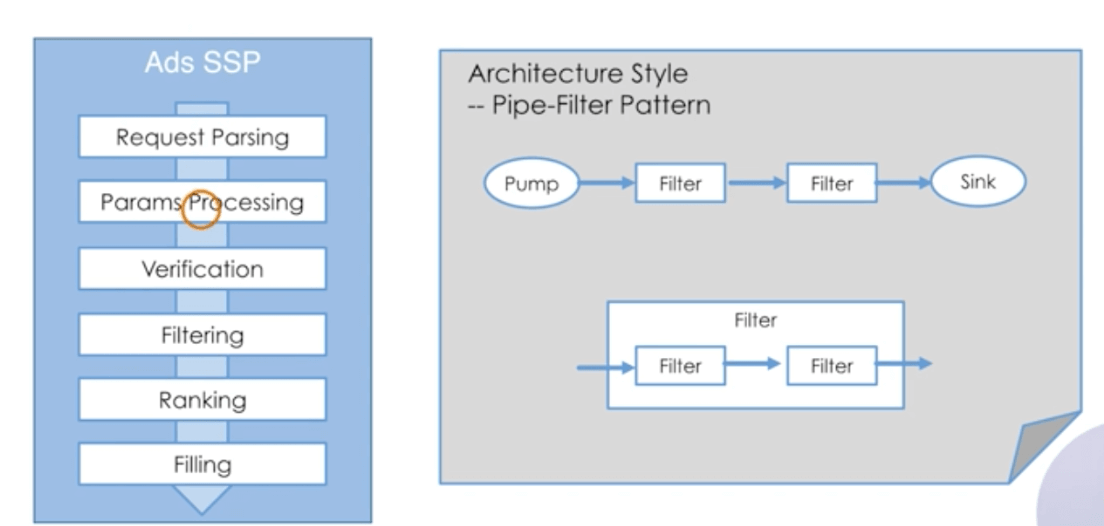 Ads SSP
Request Parsing
Params Processing
Verification
Filtering
Ranking
Filling
Architecture Style
-- Pipe-Filter Pattern
Pump
Filter
Filter
Sink
Filter
Filter
Filter